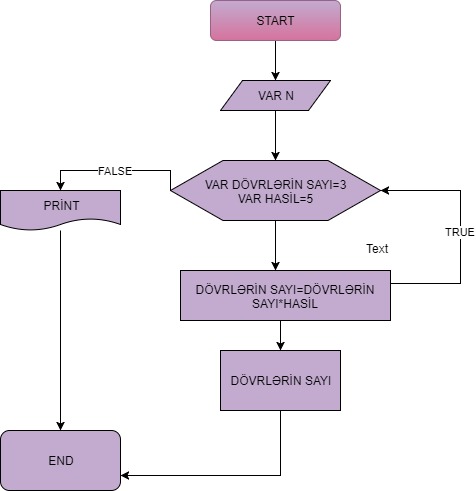 START
VAR N
FALSE
VAR DÖVRLƏRİN SAYI=3
VAR HASİL=5
PRİNT
TRUE
Text
DÖVRLƏRİN SAYI=DÖVRLƏRİN
SAYI*HASİL
DÖVRLƏRİN SAYI
END